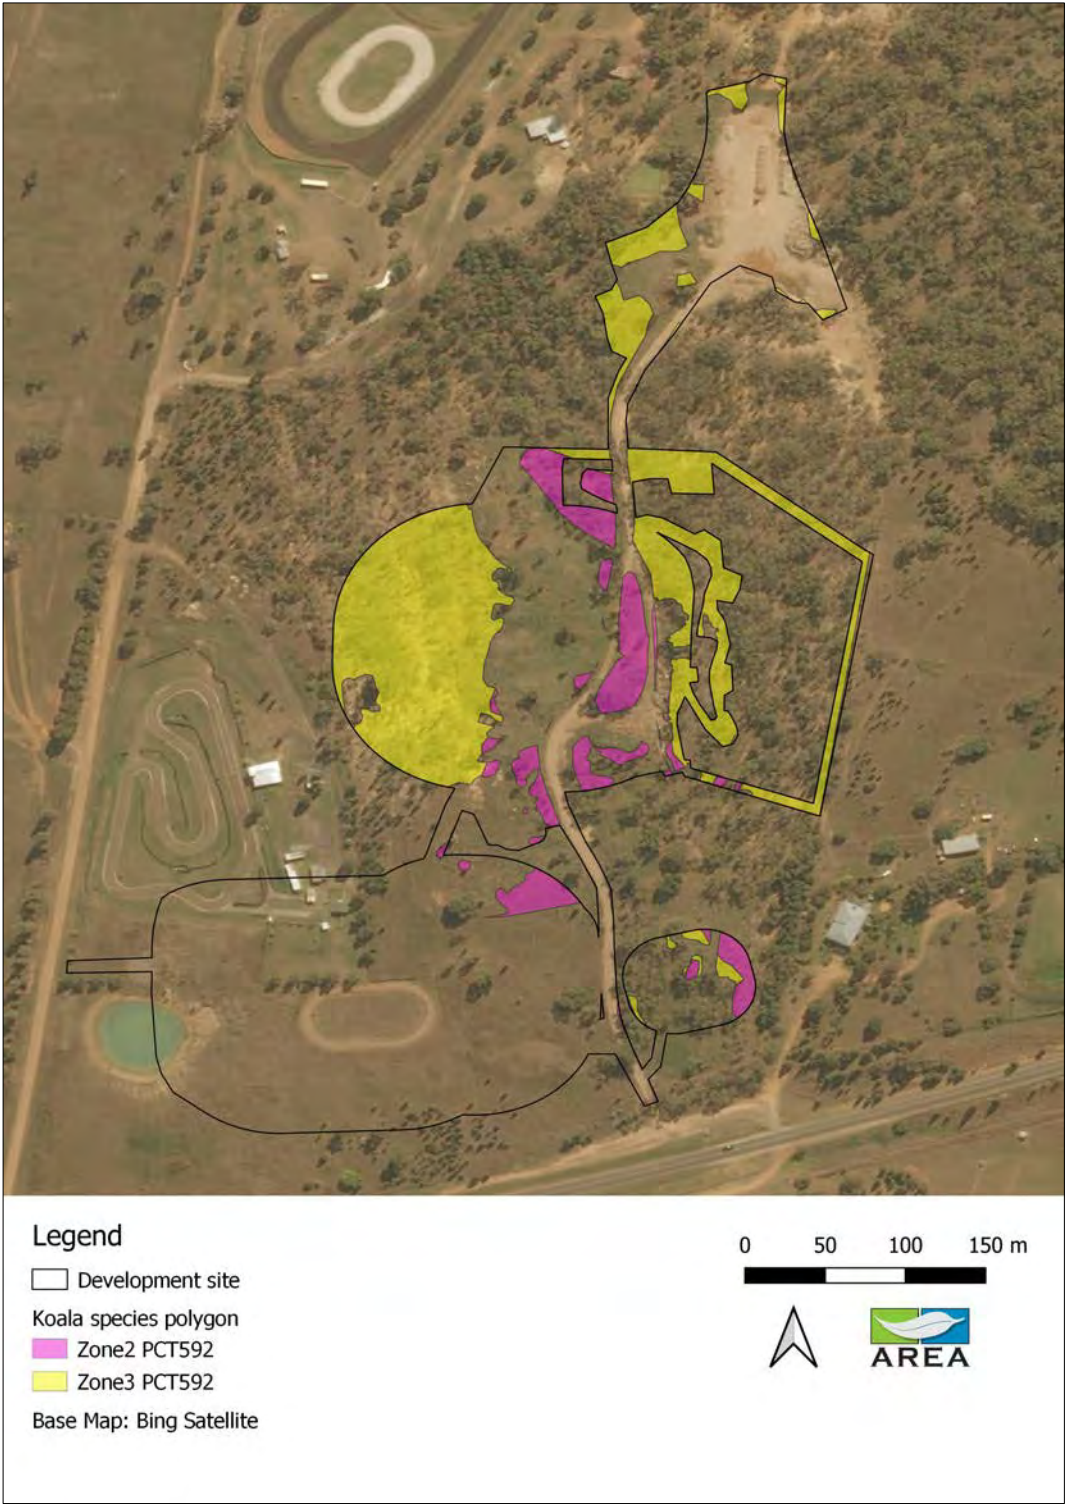 Legend
Development site
Koala species polygon
Zone2 PCT592
Zone3 PCT592
Base Map: Bing Satellite
0 50 100 150 m
AREA